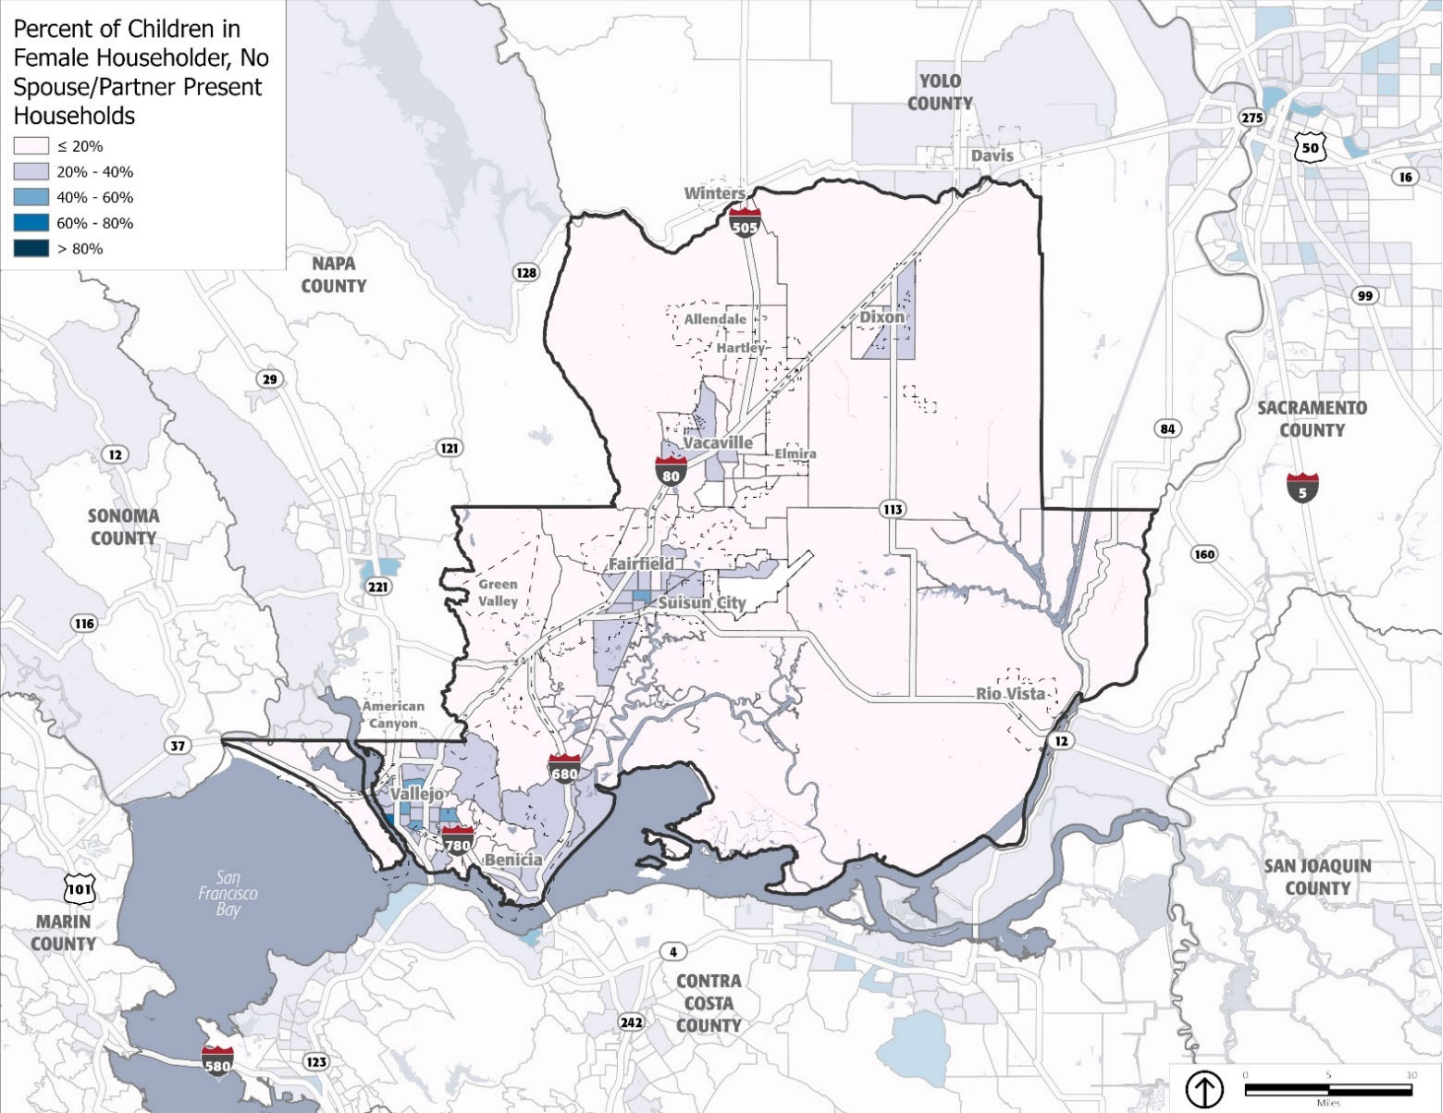 Percent of Children in
Female Householder, No
Spouse/Partner Present
Households
≤ 20%
20% - 40%
40% - 60%
60% - 80%
> 80%
YOLO
COUNTY
275
50
Davis
16
Winters
505
NAPA
COUNTY
128
99
Allendale
Dixon
Hartley
29
SACRAMENTO
COUNTY
84
12
121
Vacaville
Elmira
80
5
SONOMA
COUNTY
113
160
Fairfield
221
Green
Valley
Suisun City
116
Rio Vista
American
Canyon
37
12
680
Vallejo
780
Benicia
San
Francisco
Bay
101
MARIN
COUNTY
SAN JOAQUIN
COUNTY
4
CONTRA
COSTA
COUNTY
242
580
123
0 5 10
Miles